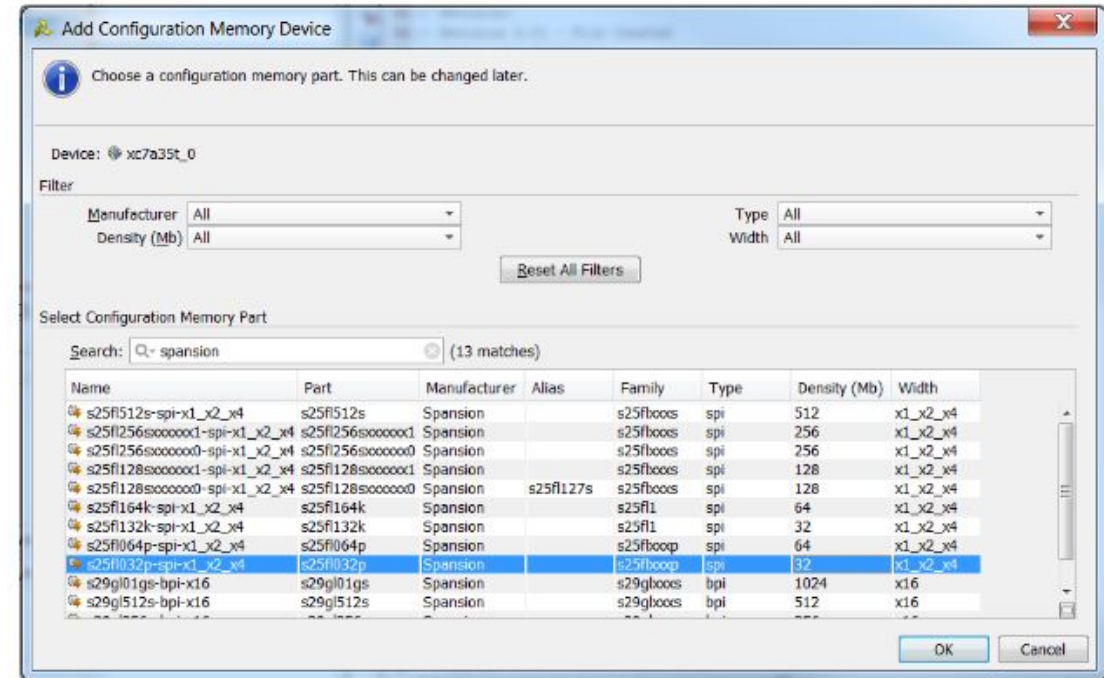 Add Configuration Memory Device
Choose a configuration memory part. This can be changed later.
Device: xc7a35t_0
Filter
Manufacturer All Type All
Density (Mb) All Width All
Reset All Filters
Select Configuration Memory Part
Search: spansion (13 matches)
Name Part Manufacturer Alias Family Type Density (Mb) Width
s25fl512s-spi-x1_x2_x4 s25fl512s Spansion s25flxxxs spi 512 x1_x2_x4
s25fl256sxxxxxx1-spi-x1_x2_x4 s25fl256sxxxxxx1 Spansion s25flxxxs spi 256 x1_x2_x4
s25fl256sxxxxxx0-spi-x1_x2_x4 s25fl256sxxxxxx0 Spansion s25flxxxs spi 256 x1_x2_x4
s25fl128sxxxxxx1-spi-x1_x2_x4 s25fl128sxxxxxx1 Spansion s25flxxxs spi 128 x1_x2_x4
s25fl128sxxxxxx0-spi-x1_x2_x4 s25fl128sxxxxxx0 Spansion s25fl127s s25flxxxs spi 128 x1_x2_x4
s25fl164k-spi-x1_x2_x4 s25fl164k Spansion s25fl1 spi 64 x1_x2_x4
s25fl132k-spi-x1_x2_x4 s25fl132k Spansion s25fl1 spi 32 x1_x2_x4
s25fl064p-spi-x1_x2_x4 s25fl064p Spansion s25flxxxp spi 64 x1_x2_x4
s25fl032p-spi-x1_x2_x4 s25fl032p Spansion s25flxxxp spi 32 x1_x2_x4
s29gl01gs-bpi-x16 s29gl01gs Spansion s29glxxxs bpi 1024 x16
s29gl512s-bpi-x16 s29gl512s Spansion s29glxxxs bpi 512 x16
OK Cancel